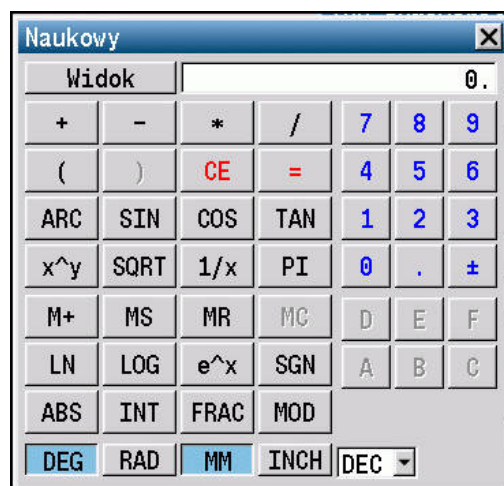 Naukowy
Widok 0.
+ - * / 7 8 9
( ) CE = 4 5 6
ARC SIN COS TAN 1 2 3
x^y SQRT 1/x PI 0 . ±
M+ MS MR MC D E F
LN LOG e^x SGN A B C
ABS INT FRAC MOD
DEG RAD MM INCH DEC